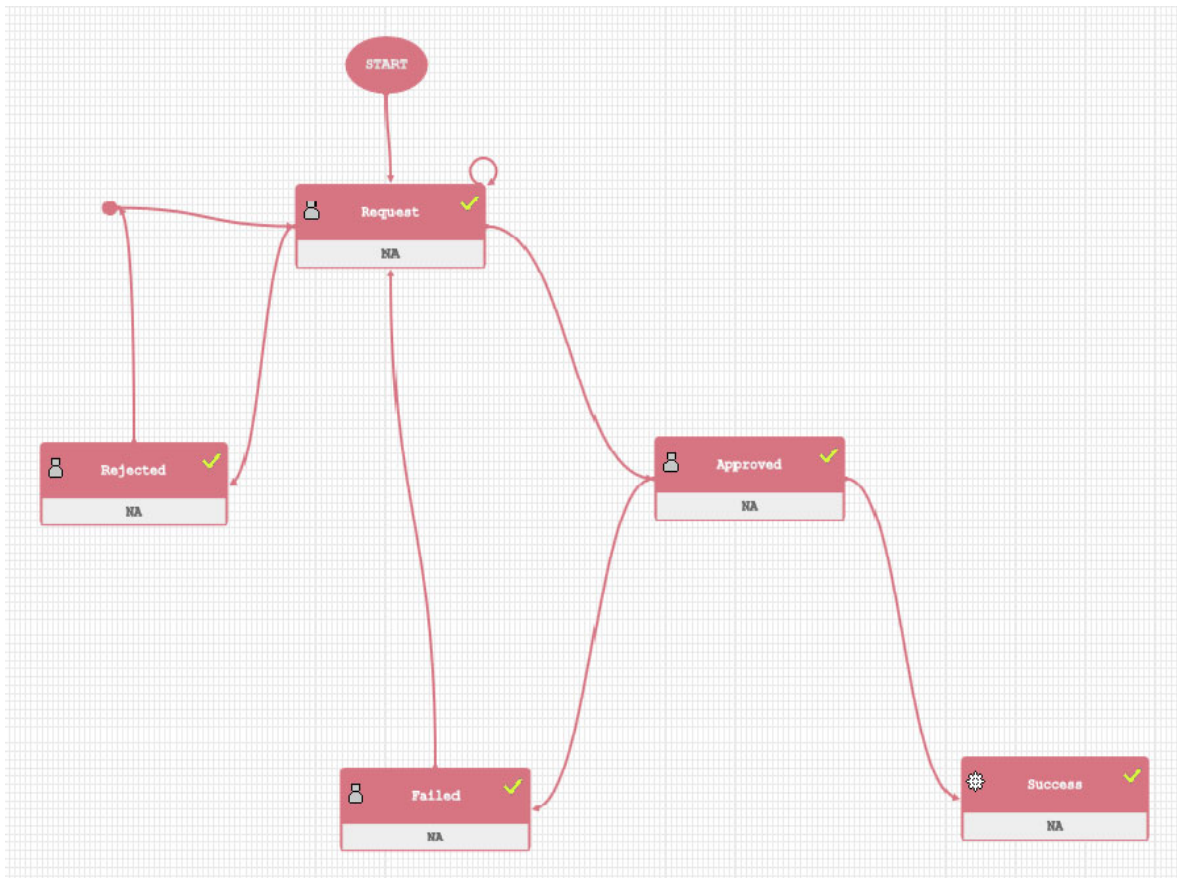 START
Request
NA
Rejected
NA
Approved
NA
Failed
NA
Success
NA